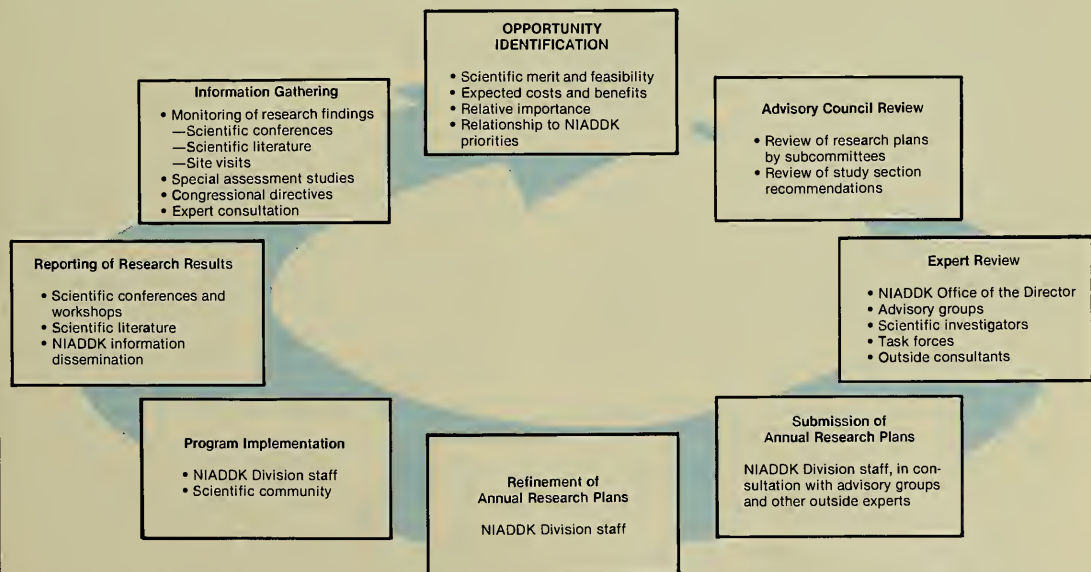 OPPORTUNITY
IDENTIFICATION
• Scientific merit and feasibility
• Expected costs and benefits
• Relative importance
• Relationship to NIADDK
priorities
Advisory Council Review
• Review of research plans
by subcommittees
• Review of study section
recommendations
Expert Review
• NIADDK Office of the Director
• Advisory groups
• Scientific investigators
• Task forces
• Outside consultants
Submission of
Annual Research Plans
NIADDK Division staff, in con-
sultation with advisory groups
and other outside experts
Refinement of
Annual Research Plans
NIADDK Division staff
Program Implementation
• NIADDK Division staff
• Scientific community
Reporting of Research Results
• Scientific conferences and
workshops
• Scientific literature
• NIADDK information
dissemination
Information Gathering
• Monitoring of research findings
—Scientific conferences
—Scientific literature
—Site visits
• Special assessment studies
• Congressional directives
• Expert consultation